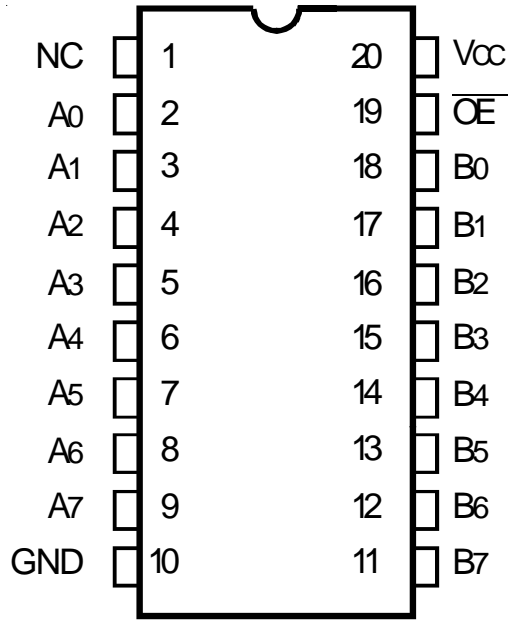 NC 1 20 VCC
A0 2 19 O̅E̅
A1 3 18 B0
A2 4 17 B1
A3 5 16 B2
A4 6 15 B3
A5 7 14 B4
A6 8 13 B5
A7 9 12 B6
GND 10 11 B7